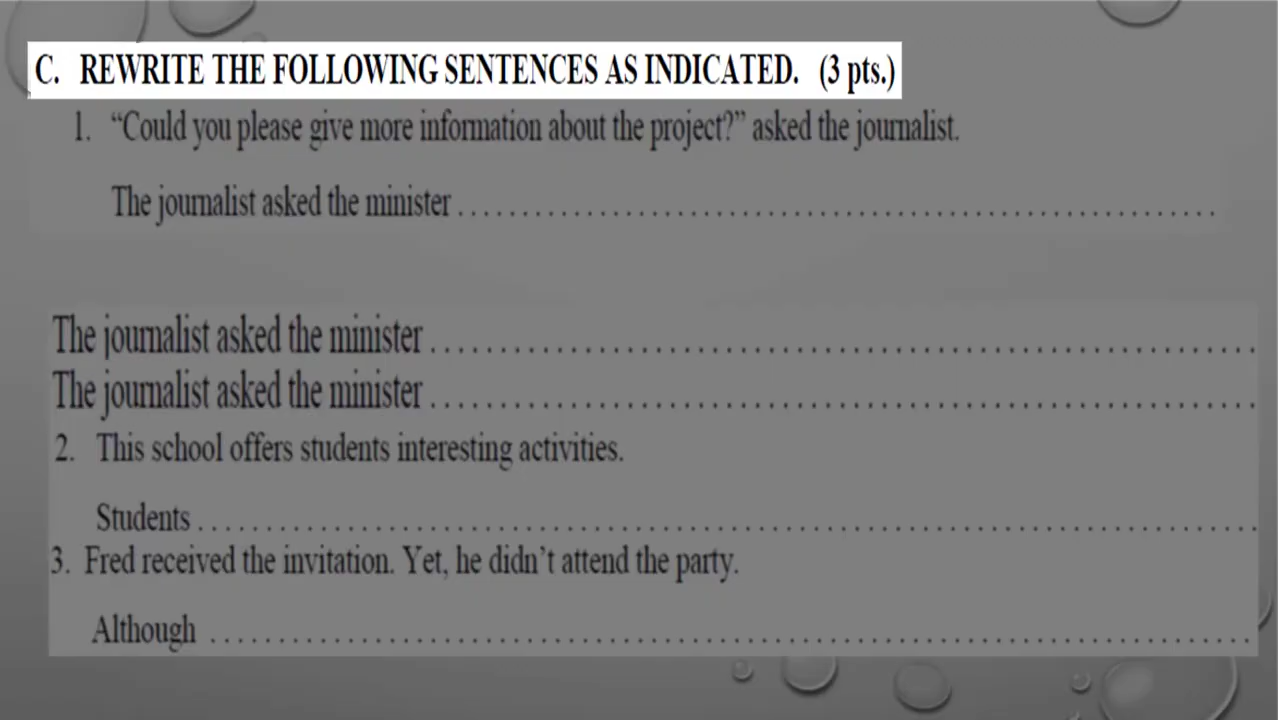 C. REWRITE THE FOLLOWING SENTENCES AS INDICATED. (3 pts.)
1. “Could you please give more information about the project?” asked the journalist.
The journalist asked the minister ......................................................
The journalist asked the minister ......................................................
The journalist asked the minister ......................................................
2. This school offers students interesting activities.
Students ......................................................
3. Fred received the invitation. Yet, he didn’t attend the party.
Although ......................................................